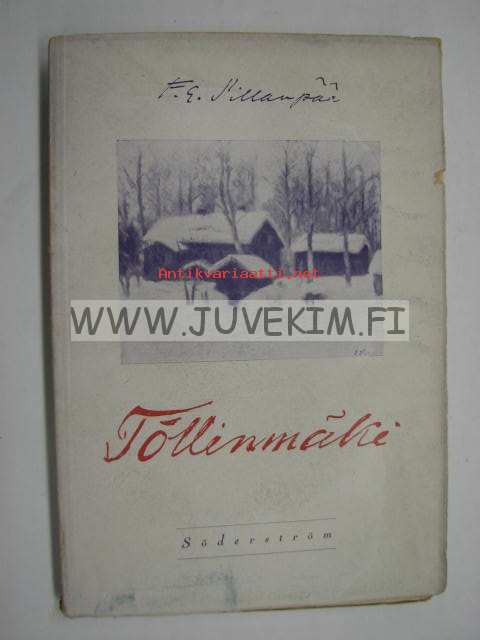 F. E. Sillanpää
Antikvariaatti.net
WWW.JUVEKIM.FI
Töllinmäki
Söderström